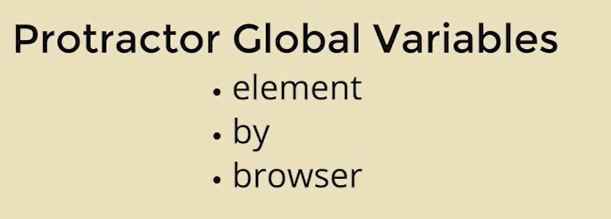 Protractor Global Variables
• element
• by
• browser